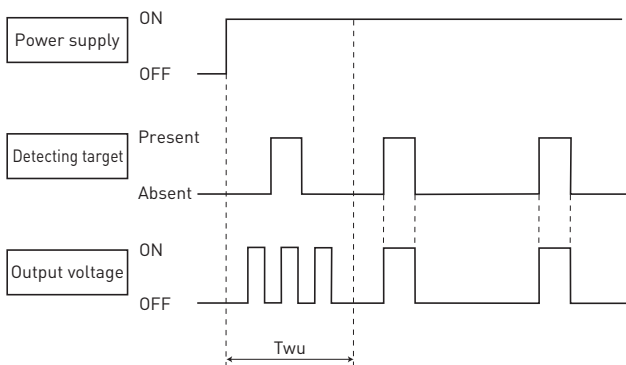 ON
Power supply
OFF
Present
Detecting target
Absent
ON
Output voltage
OFF
Twu